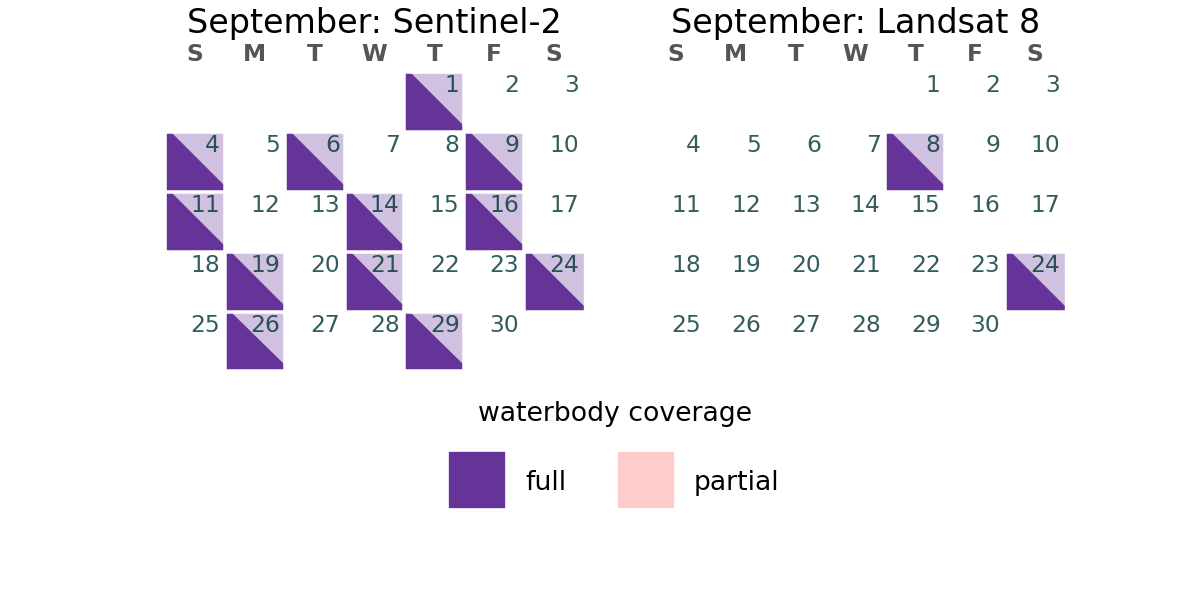 September: Sentinel-2
S M T W T F S
1 2 3
4 5 6 7 8 9 10
11 12 13 14 15 16 17
18 19 20 21 22 23 24
25 26 27 28 29 30
September: Landsat 8
S M T W T F S
1 2 3
4 5 6 7 8 9 10
11 12 13 14 15 16 17
18 19 20 21 22 23 24
25 26 27 28 29 30
waterbody coverage
full partial